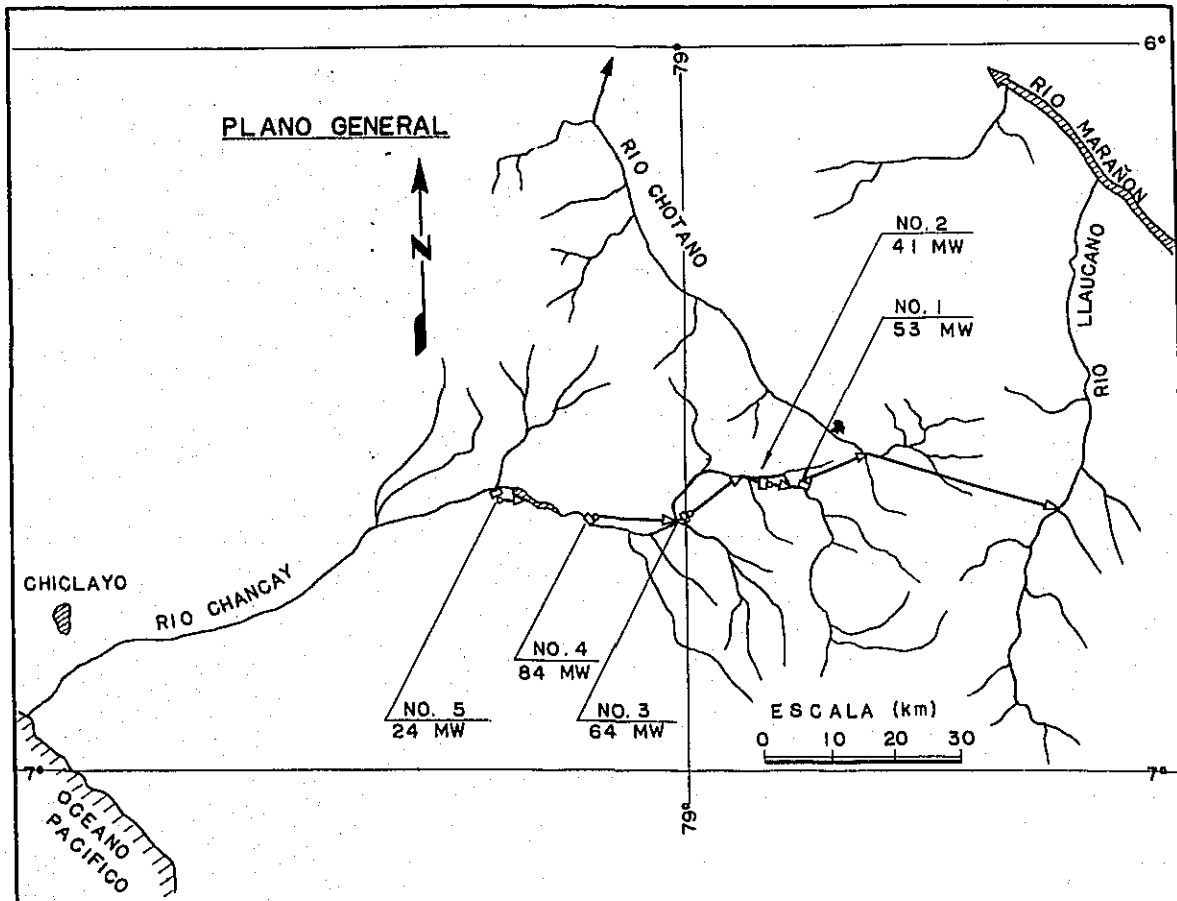 6°
79°
PLANO GENERAL
N
RIO MARAÑON
RIO CHOTANO
NO. 2
41 MW
RIO LLAUCANO
NO. 1
53 MW
CHICLAYO
RIO CHANCAY
NO. 4
84 MW
NO. 5
24 MW
NO. 3
64 MW
ESCALA (km)
0 10 20 30
7°
7°
79°
OCEANO
PACIFICO